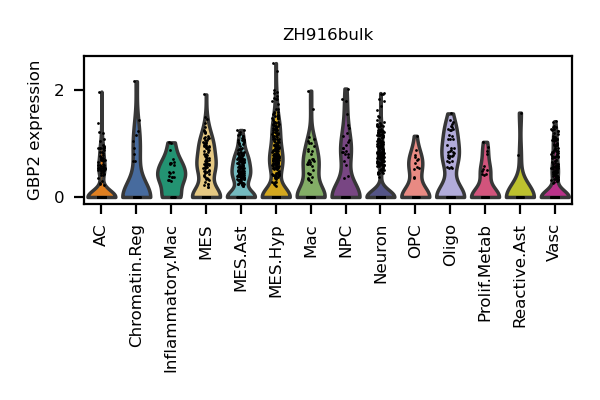 ZH916bulk
GBP2 expression
2
0
AC
Chromatin.Reg
Inflammatory.Mac
MES
MES.Ast
MES.Hyp
Mac
NPC
Neuron
OPC
Oligo
Prolif.Metab
Reactive.Ast
Vasc